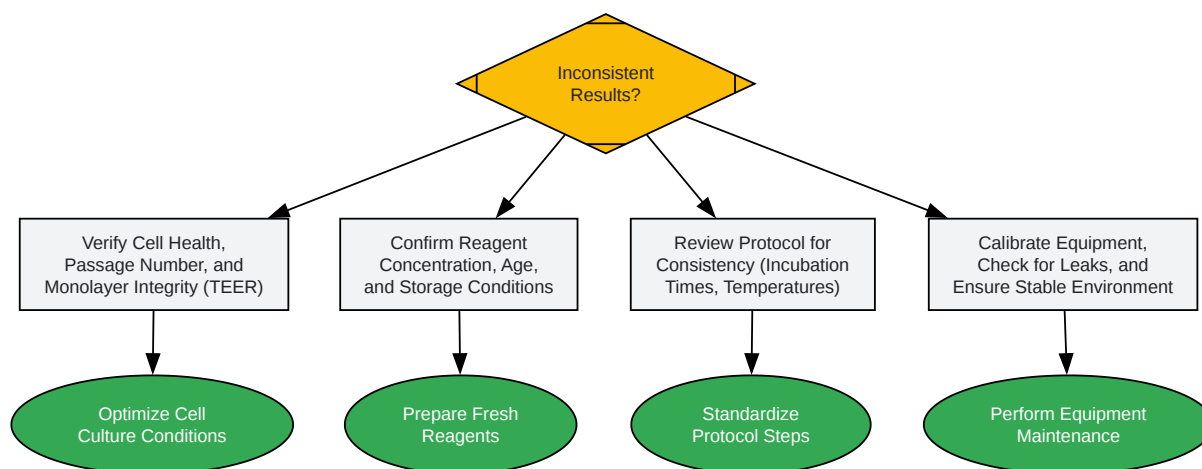 Inconsistent
Results?
Verify Cell Health,
Passage Number, and
Monolayer Integrity (TEER)
Confirm Reagent
Concentration, Age,
and Storage Conditions
Review Protocol for
Consistency (Incubation
Times, Temperatures)
Calibrate Equipment,
Check for Leaks, and
Ensure Stable Environment
Optimize Cell
Culture Conditions
Prepare Fresh
Reagents
Standardize
Protocol Steps
Perform Equipment
Maintenance